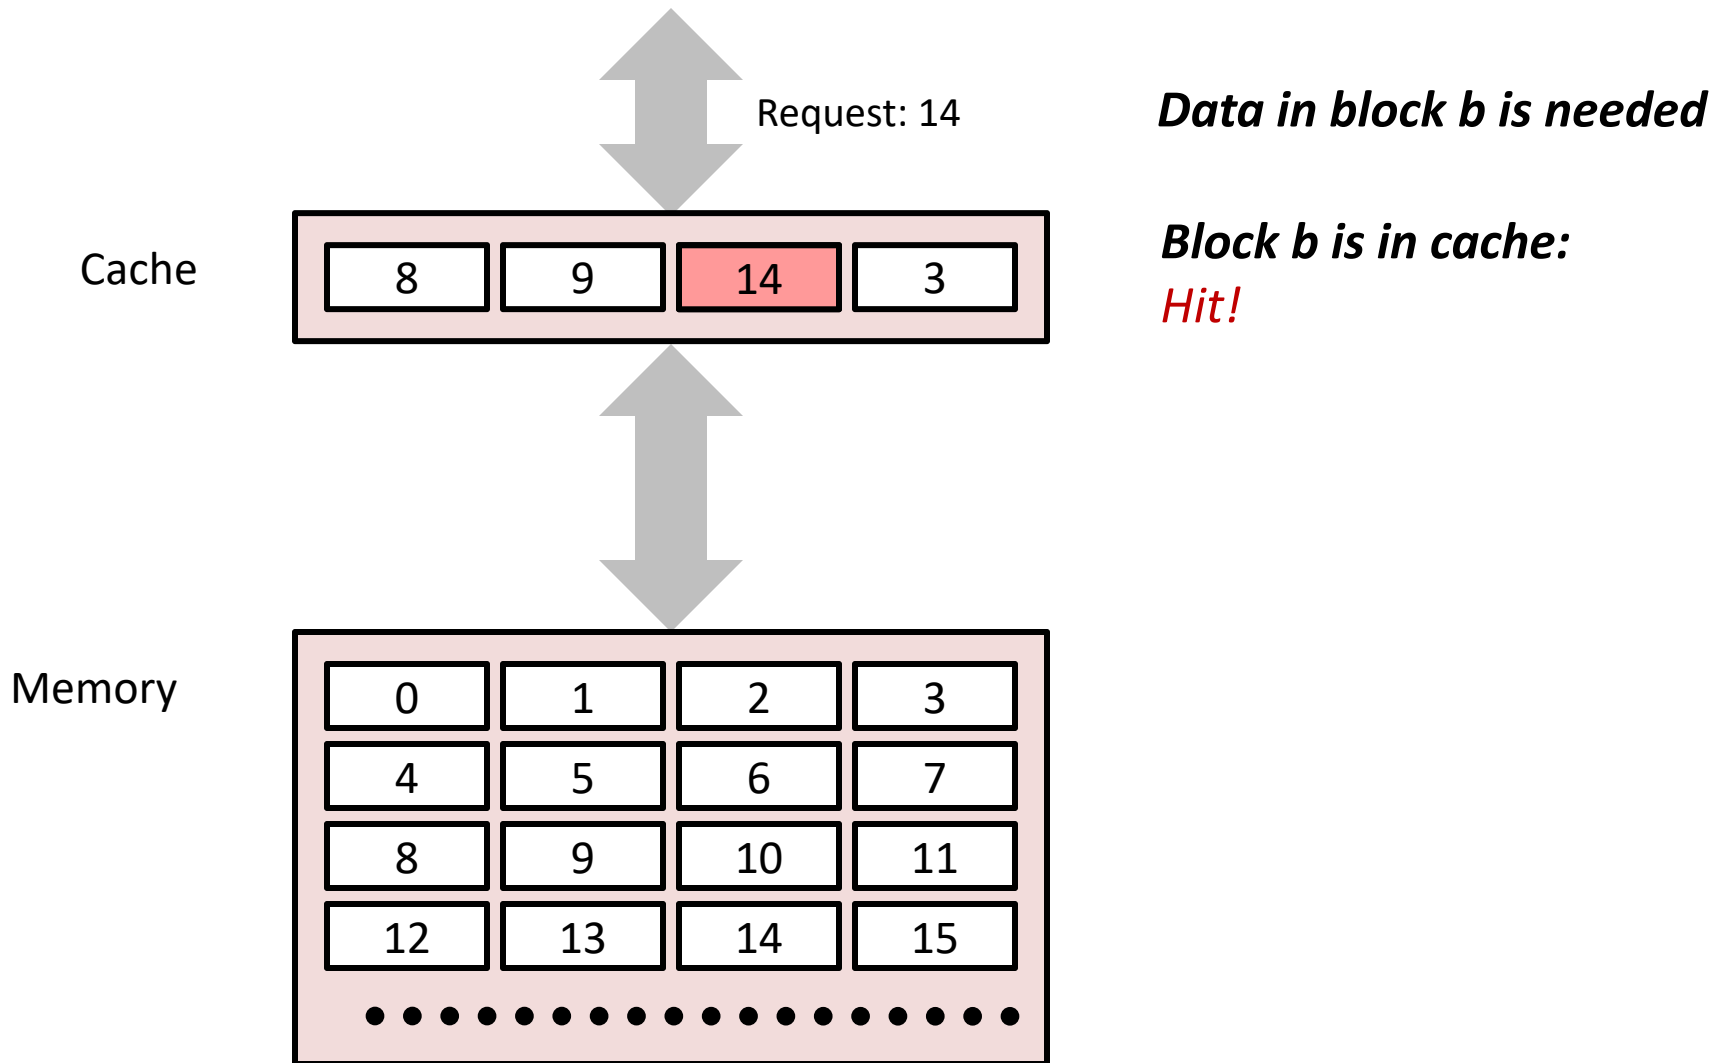 Request: 14
Data in block b is needed
Cache
8 9 14 3
Block b is in cache:
Hit!
Memory
0 1 2 3
4 5 6 7
8 9 10 11
12 13 14 15